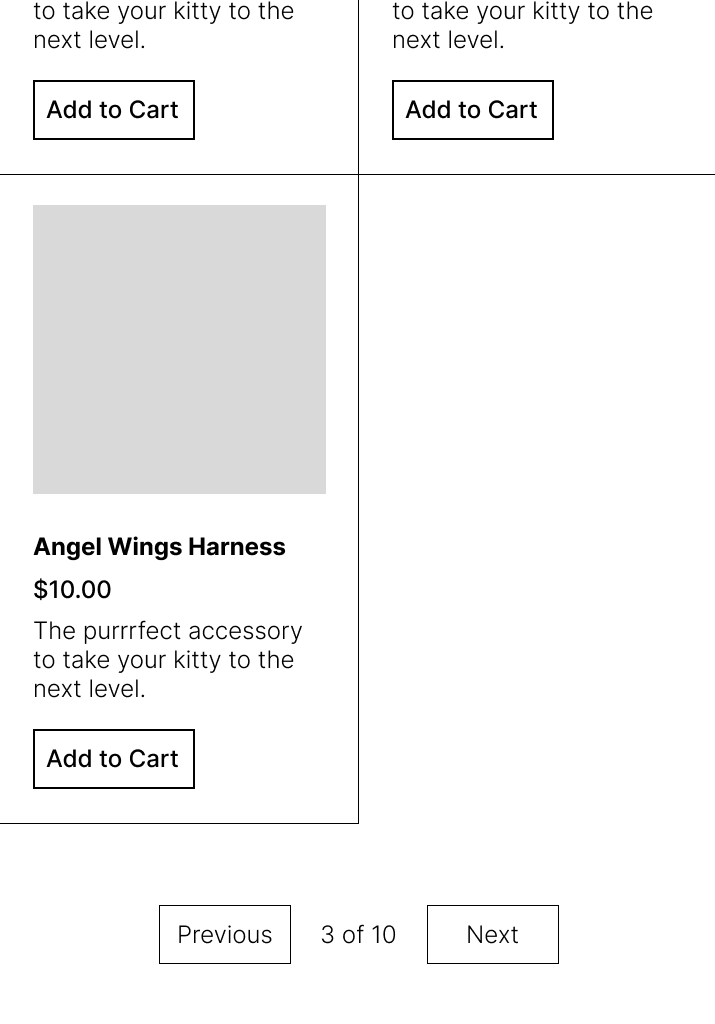 to take your kitty to the
next level.
Add to Cart
to take your kitty to the
next level.
Add to Cart
Angel Wings Harness
$10.00
The purrrfect accessory
to take your kitty to the
next level.
Add to Cart
Previous
3 of 10
Next